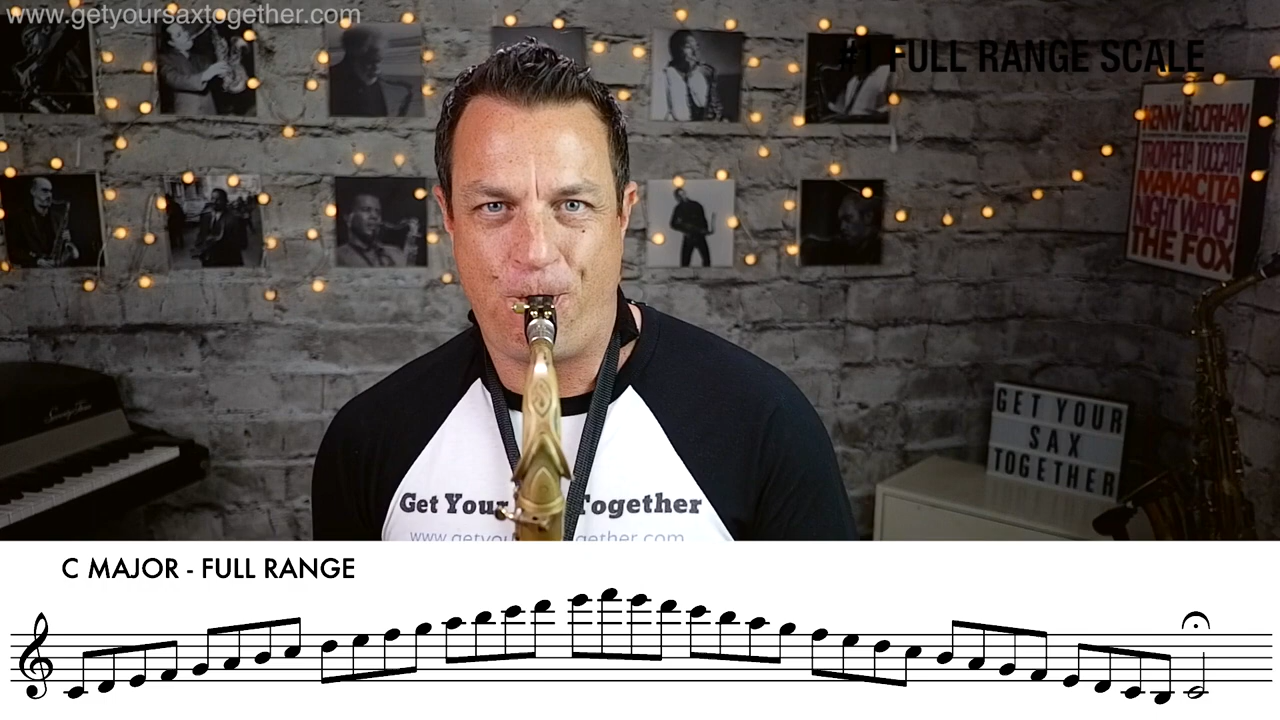 www.getyoursaxtogether.com
#1 FULL RANGE SCALE
KENNY DORHAM
TROMPETA TOCCATA
MAMACITA
NIGHT WATCH
THE FOX
GET YOUR
SAX
TOGETHER
Get Your Together
C MAJOR - FULL RANGE